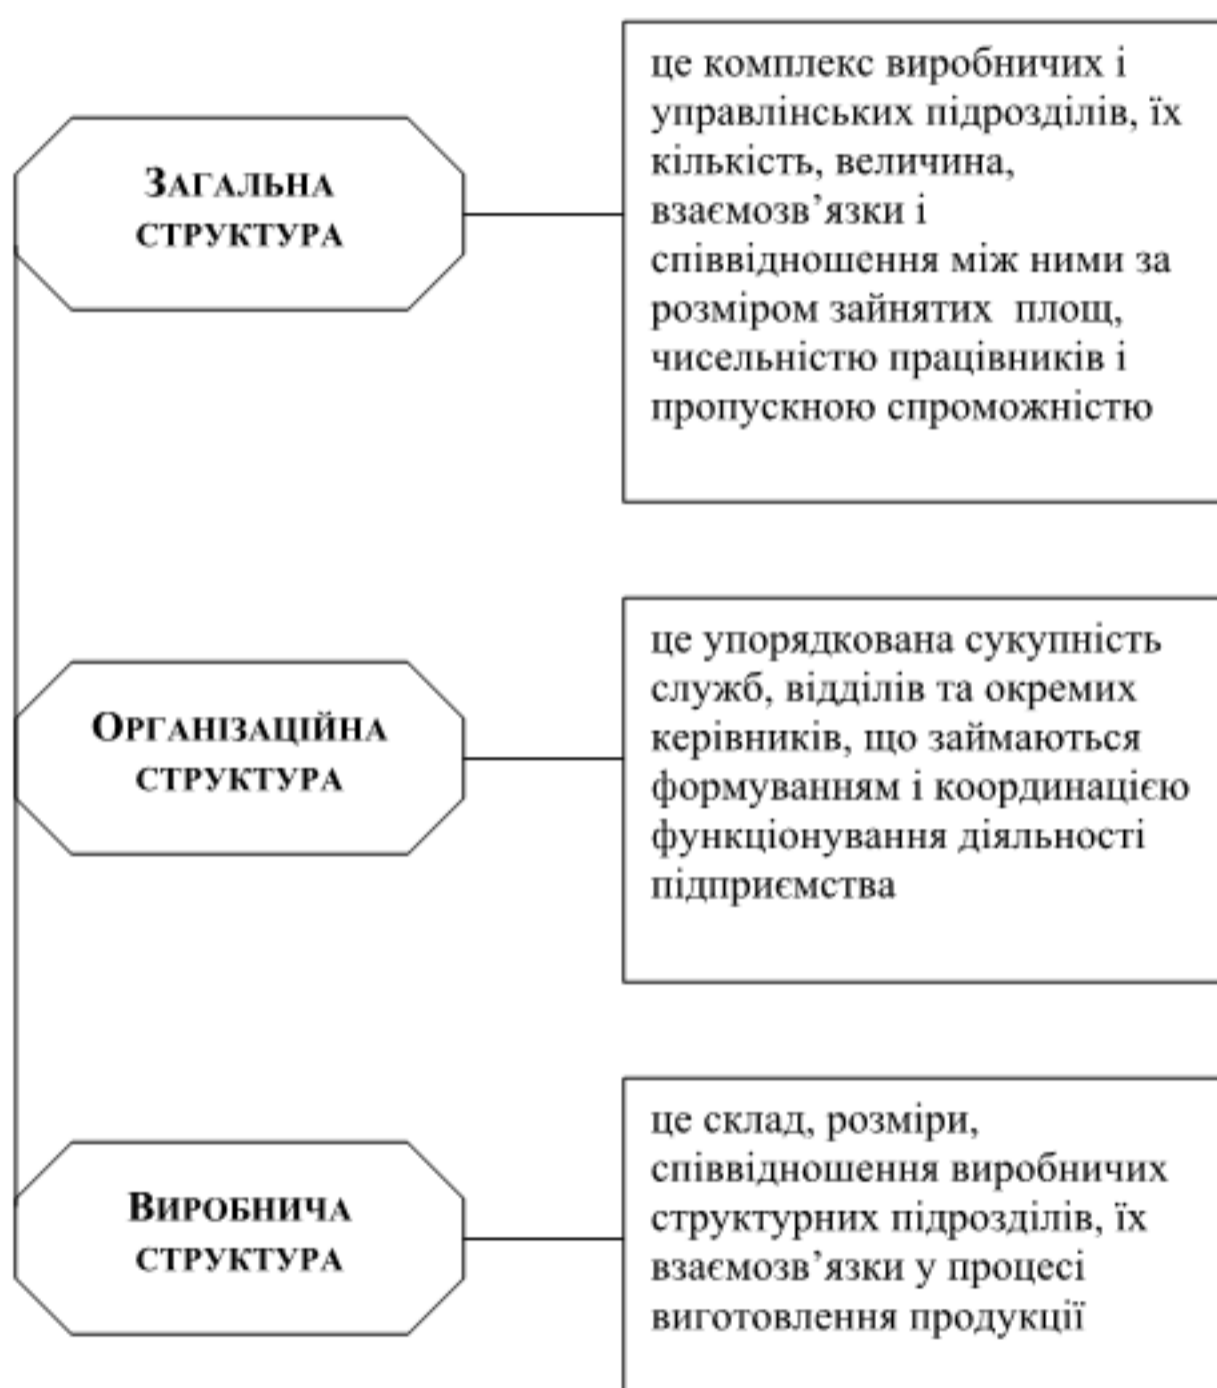 ЗАГАЛЬНА
СТРУКТУРА
це комплекс виробничих і
управлінських підрозділів, їх
кількість, величина,
взаємозв’язки і
співвідношення між ними за
розміром зайнятих  площ,
чисельністю працівників і
пропускною спроможністю
ОРГАНІЗАЦІЙНА
СТРУКТУРА
це упорядкована сукупність
служб, відділів та окремих
керівників, що займаються
формуванням і координацією
функціонування діяльності
підприємства
ВИРОБНИЧА
СТРУКТУРА
це склад, розміри,
співвідношення виробничих
структурних підрозділів, їх
взаємозв’язки у процесі
виготовлення продукції